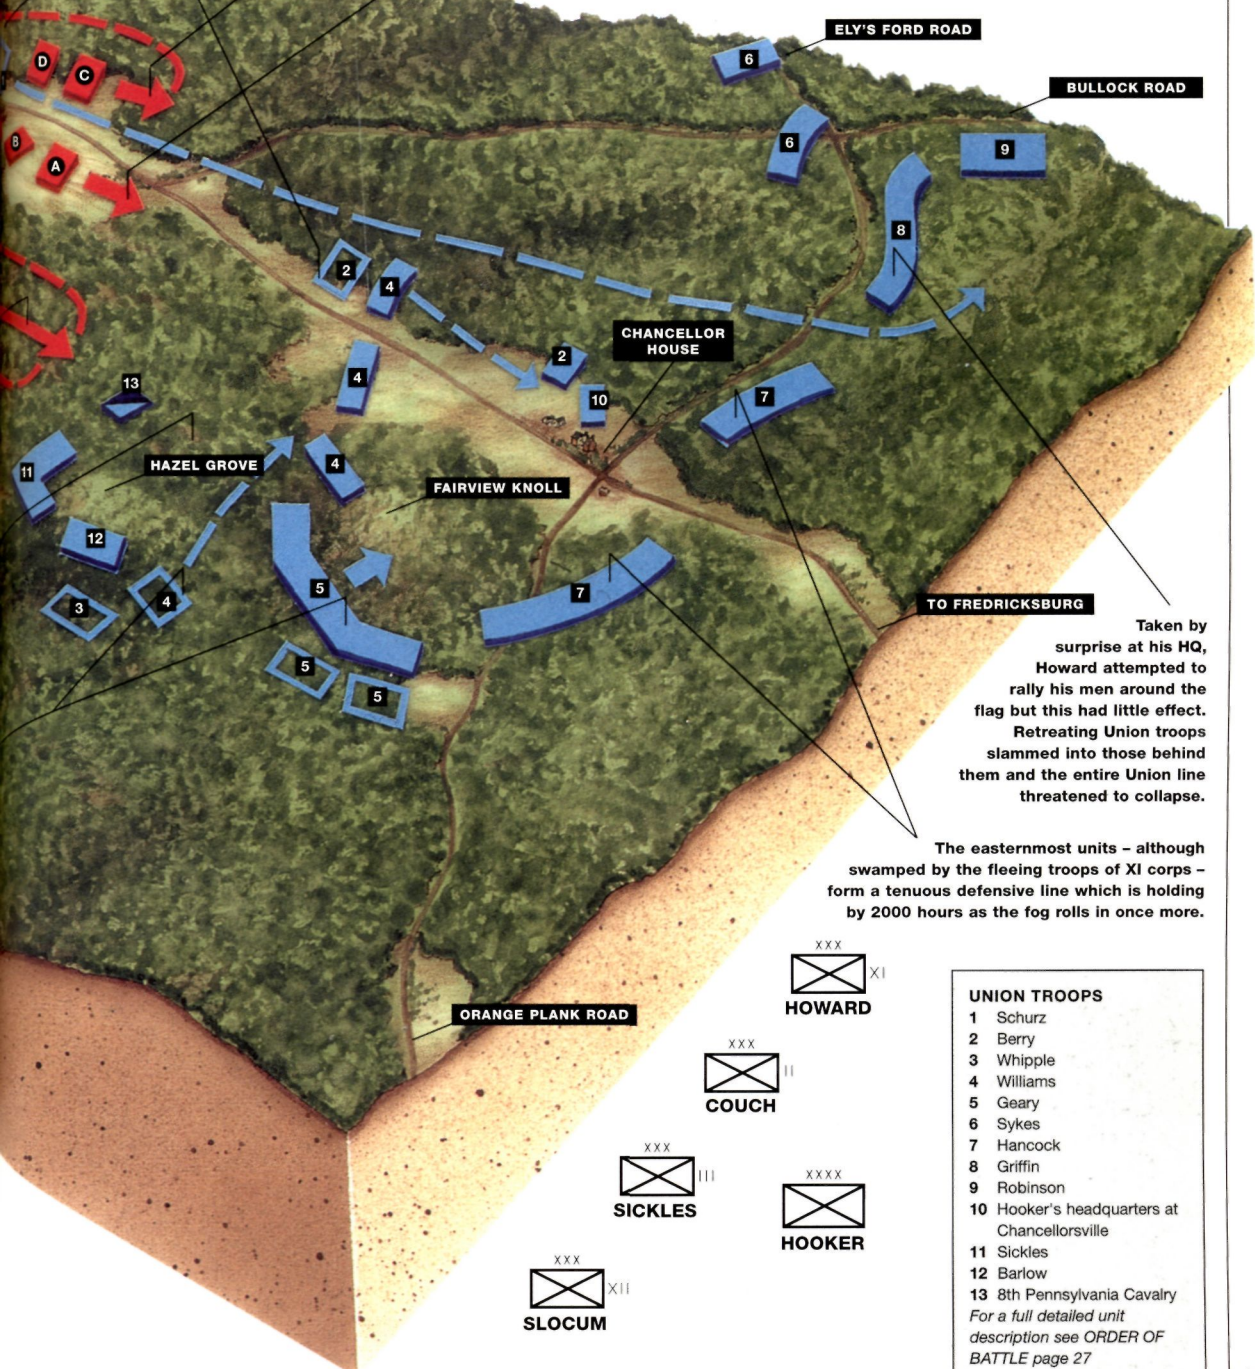 ELY'S FORD ROAD
6
D
C
BULLOCK ROAD
B
A
6
9
8
2
4
CHANCELLOR
HOUSE
2
4
13
10
7
11
HAZEL GROVE
4
FAIRVIEW KNOLL
12
5
7
3
4
TO FREDRICKSBURG
5
5
Taken by
surprise at his HQ,
Howard attempted to
rally his men around the
flag but this had little effect.
Retreating Union troops
slammed into those behind
them and the entire Union line
threatened to collapse.
The easternmost units – although
swamped by the fleeing troops of XI corps –
form a tenuous defensive line which is holding
by 2000 hours as the fog rolls in once more.
ORANGE PLANK ROAD
XXX
XI
HOWARD
XXX
II
COUCH
XXX
III
SICKLES
XXXX
HOOKER
XXX
XII
SLOCUM
UNION TROOPS
1 Schurz
2 Berry
3 Whipple
4 Williams
5 Geary
6 Sykes
7 Hancock
8 Griffin
9 Robinson
10 Hooker's headquarters at
Chancellorsville
11 Sickles
12 Barlow
13 8th Pennsylvania Cavalry
For a full detailed unit
description see ORDER OF
BATTLE page 27